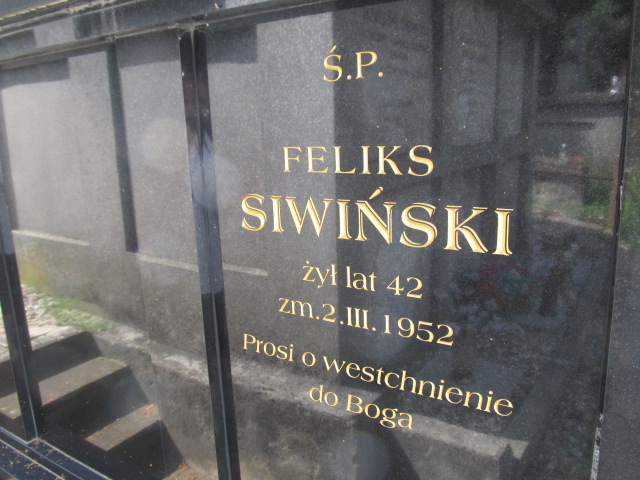 Ś.P.
FELIKS
SIWIŃSKI
żył lat 42
zm.2.III.1952
Prosi o westchnienie
do Boga